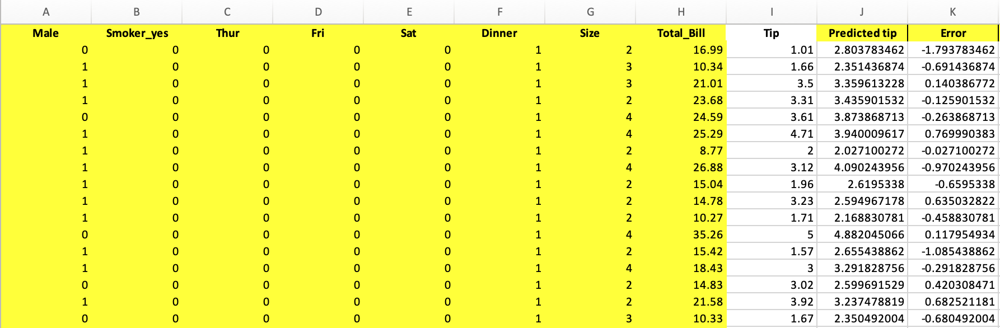 A B C D E F G H I J K
Male Smoker_yes Thur Fri Sat Dinner Size Total_Bill Tip Predicted tip Error
0 0 0 0 0 1 2 16.99 1.01 2.803783462 -1.793783462
1 0 0 0 0 1 3 10.34 1.66 2.351436874 -0.691436874
1 0 0 0 0 1 3 21.01 3.5 3.359613228 0.140386772
1 0 0 0 0 1 2 23.68 3.31 3.435901532 -0.125901532
0 0 0 0 0 1 4 24.59 3.61 3.873868713 -0.263868713
1 0 0 0 0 1 4 25.29 4.71 3.940009617 0.769990383
1 0 0 0 0 1 2 8.77 2 2.027100272 -0.027100272
1 0 0 0 0 1 4 26.88 3.12 4.090243956 -0.970243956
1 0 0 0 0 1 2 15.04 1.96 2.6195338 -0.6595338
1 0 0 0 0 1 2 14.78 3.23 2.594967178 0.635032822
1 0 0 0 0 1 2 10.27 1.71 2.168830781 -0.458830781
0 0 0 0 0 1 4 35.26 5 4.882045066 0.117954934
1 0 0 0 0 1 2 15.42 1.57 2.655438862 -1.085438862
1 0 0 0 0 1 4 18.43 3 3.291828756 -0.291828756
0 0 0 0 0 1 2 14.83 3.02 2.599691529 0.420308471
1 0 0 0 0 1 2 21.58 3.92 3.237478819 0.682521181
0 0 0 0 0 1 3 10.33 1.67 2.350492004 -0.680492004